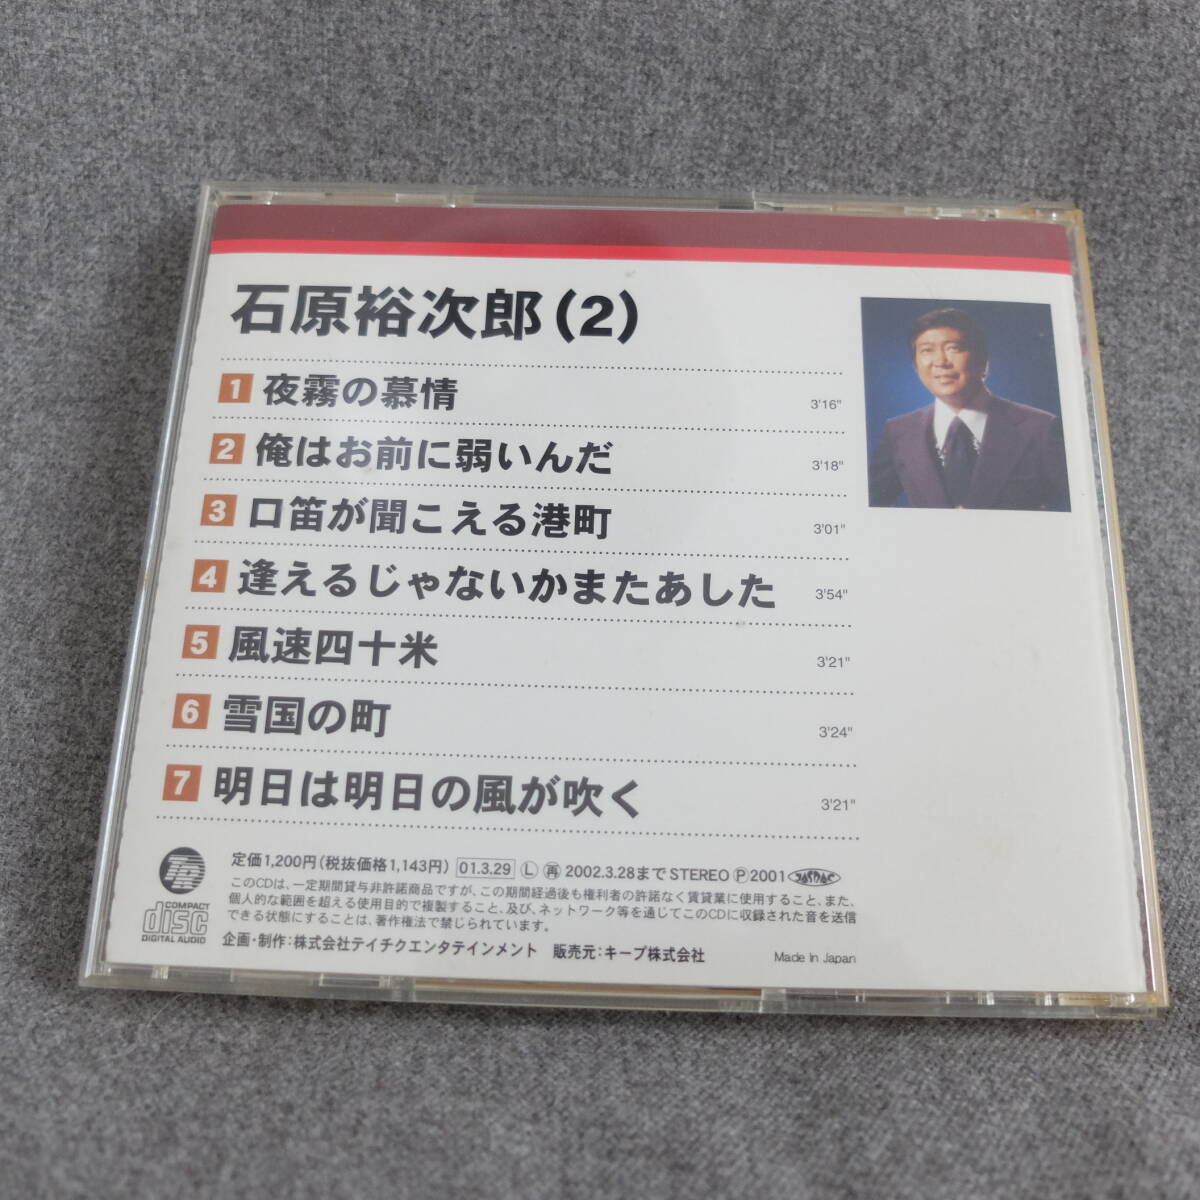 石原裕次郎(2)
1 夜霧の慕情 3'16"
2 俺はお前に弱いんだ 3'18"
3 口笛が聞こえる港町 3'01"
4 逢えるじゃないかまたあした 3'54"
5 風速四十米 3'21"
6 雪国の町 3'24"
7 明日は明日の風が吹く 3'21"
定価1,200円(税抜価格1,143円) 01.3.29 Ⓛ ㊢ 2002.3.28まで STEREO Ⓟ2001 JASRAC
このCDは、一定期間貸与非許諾商品ですが、この期間経過後も権利者の許諾なく賃貸業に使用すること、また、
個人的な範囲を超える使用目的で複製すること、及び、ネットワーク等を通じてこのCDに収録された音を送信
できる状態にすることは、著作権法で禁じられています。
COMPACT
disc
DIGITAL AUDIO
企画・制作:株式会社テイチクエンタテインメント 販売元:キープ株式会社
Made in Japan